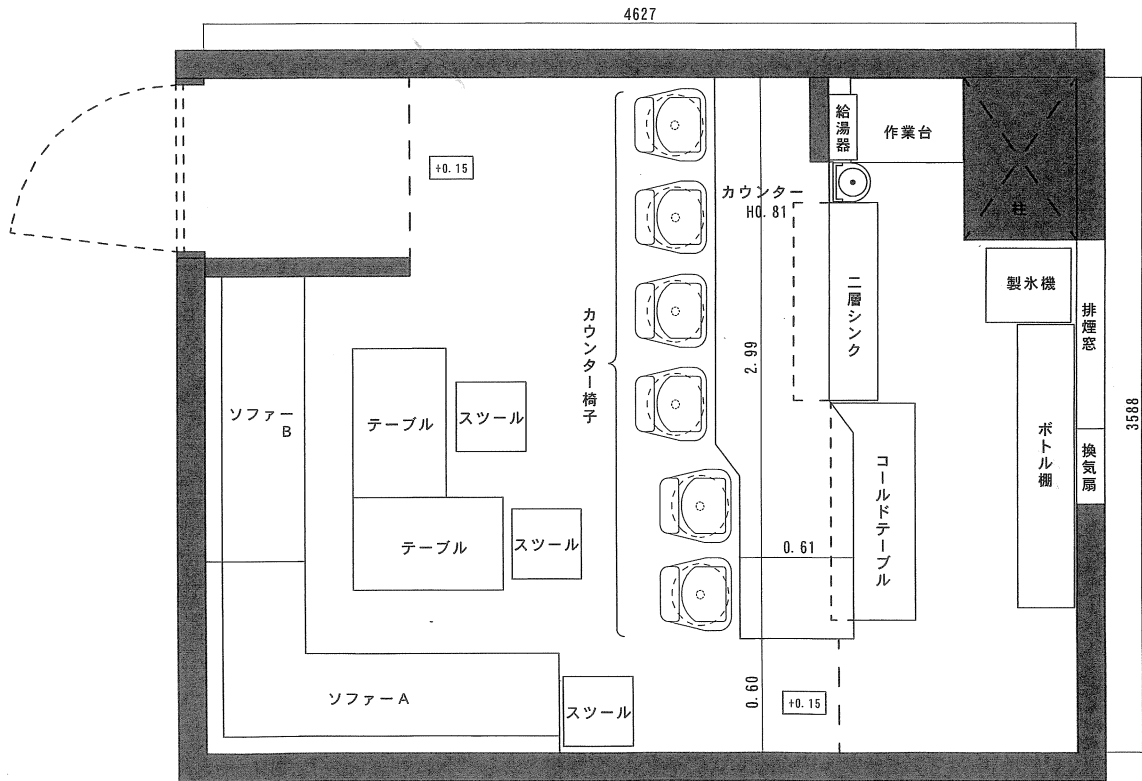 4627
給湯器
作業台
+0.15
カウンター
H0.81
柱
製氷機
排煙窓
二層シンク
カウンター椅子
2.99
3588
ソファー
B
テーブル
スツール
ボトル棚
換気扇
コールドテーブル
テーブル
スツール
0.61
ソファーA
スツール
0.60
+0.15